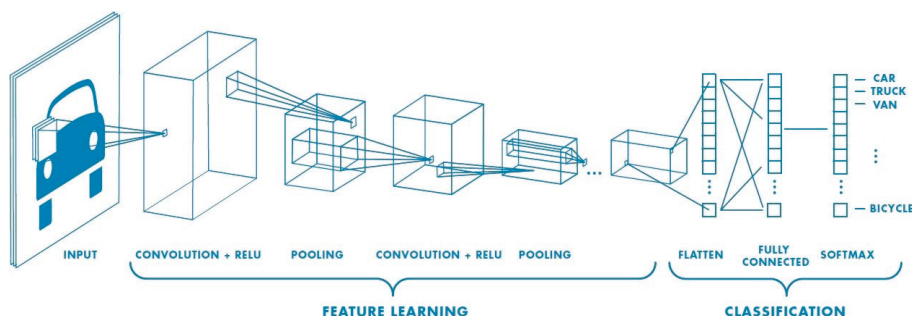 CAR
TRUCK
VAN
BICYCLE
INPUT
CONVOLUTION + RELU
POOLING
CONVOLUTION + RELU
POOLING
FLATTEN
FULLY
CONNECTED
SOFTMAX
FEATURE LEARNING
CLASSIFICATION